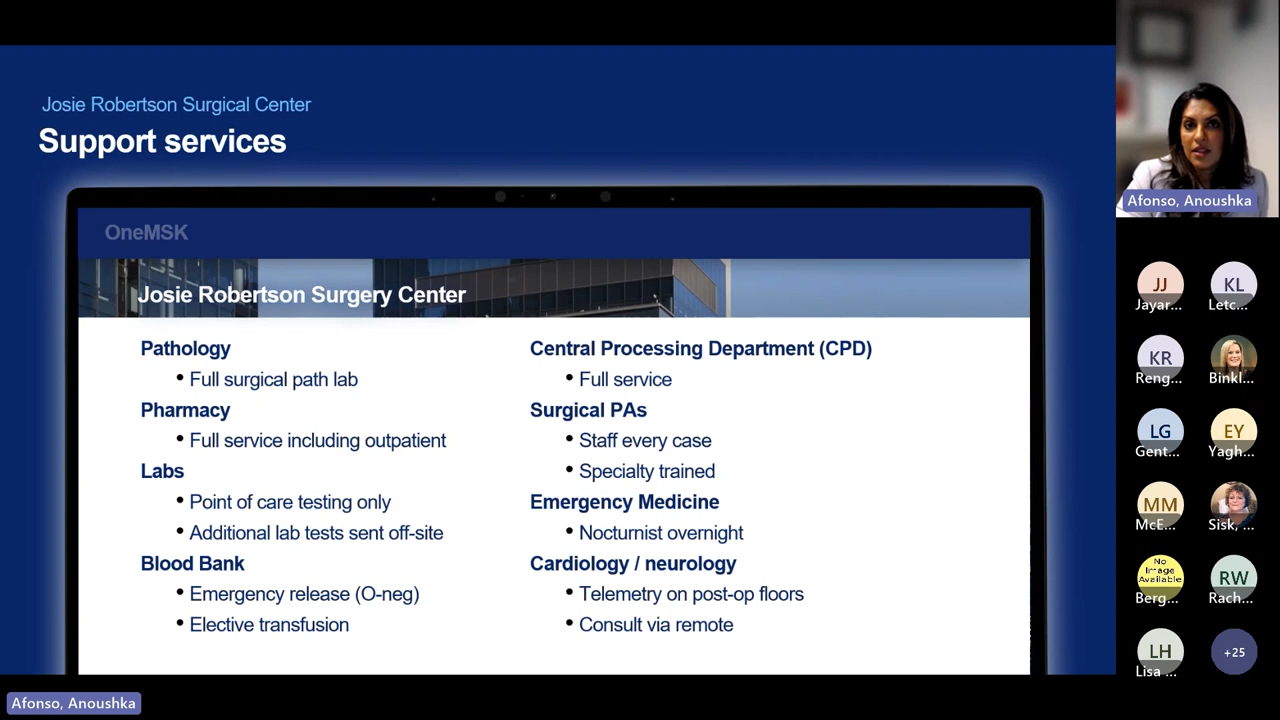 Josie Robertson Surgical Center
Support services
OneMSK
Josie Robertson Surgery Center
Pathology
• Full surgical path lab
Pharmacy
• Full service including outpatient
Labs
• Point of care testing only
• Additional lab tests sent off-site
Blood Bank
• Emergency release (O-neg)
• Elective transfusion
Central Processing Department (CPD)
• Full service
Surgical PAs
• Staff every case
• Specialty trained
Emergency Medicine
• Nocturnist overnight
Cardiology / neurology
• Telemetry on post-op floors
• Consult via remote
Afonso, Anoushka
JJ
Jayar...
KL
Letc...
KR
Reng...
Binkl...
LG
Gent...
EY
Yagh...
MM
McE...
Sisk, ...
No
Image
Available
Berg...
RW
Rach...
LH
Lisa ...
+25
Afonso, Anoushka